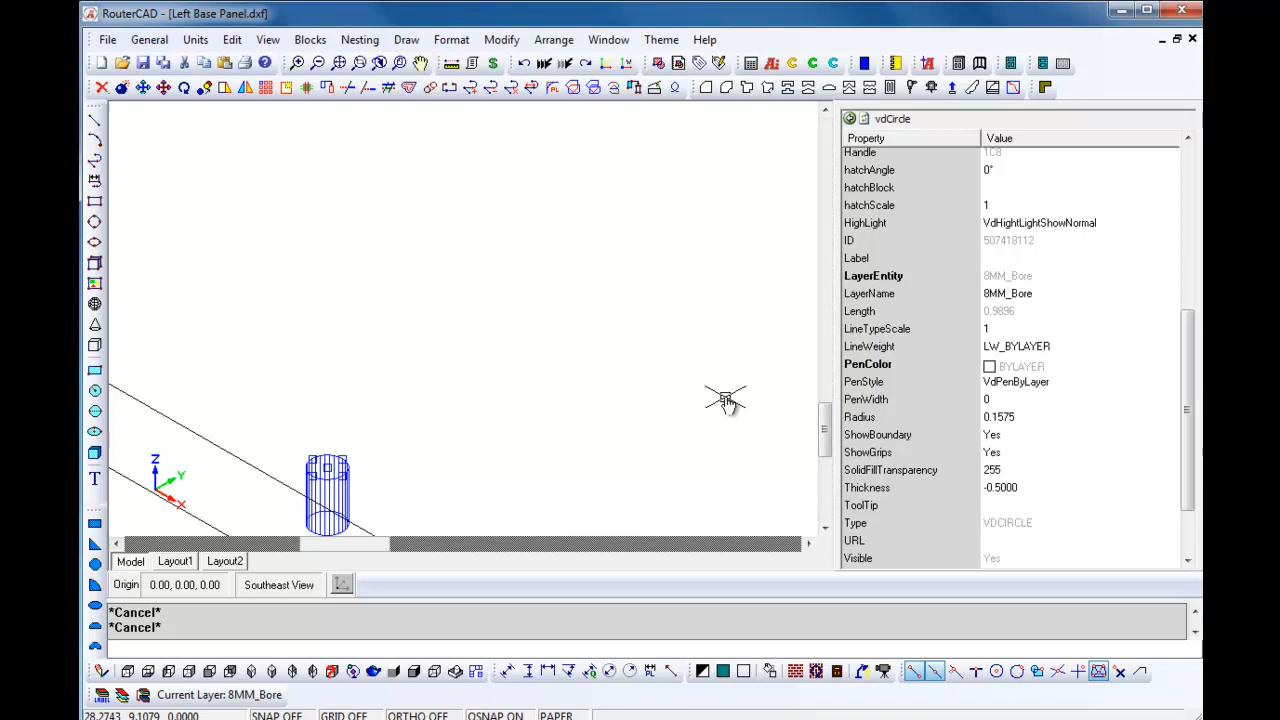 RouterCAD - [Left Base Panel.dxf]
File General Units Edit View Blocks Nesting Draw Format Modify Arrange Window Theme Help
vdCircle
Property Value
Handle 1C8
hatchAngle 0°
hatchBlock
hatchScale 1
HighLight VdHightLightShowNormal
ID 507418112
Label
LayerEntity 8MM_Bore
LayerName 8MM_Bore
Length 0.9896
LineTypeScale 1
LineWeight LW_BYLAYER
PenColor BYLAYER
PenStyle VdPenByLayer
PenWidth 0
Radius 0.1575
ShowBoundary Yes
ShowGrips Yes
SolidFillTransparency 255
Thickness -0.5000
ToolTip
Type VDCIRCLE
URL
Visible Yes
Z
Y
X
Model Layout1 Layout2
Origin 0.00, 0.00, 0.00 Southeast View
*Cancel*
*Cancel*
Current Layer: 8MM_Bore
28.2743, 9.1079, 0.0000 SNAP OFF GRID OFF ORTHO OFF OSNAP ON PAPER